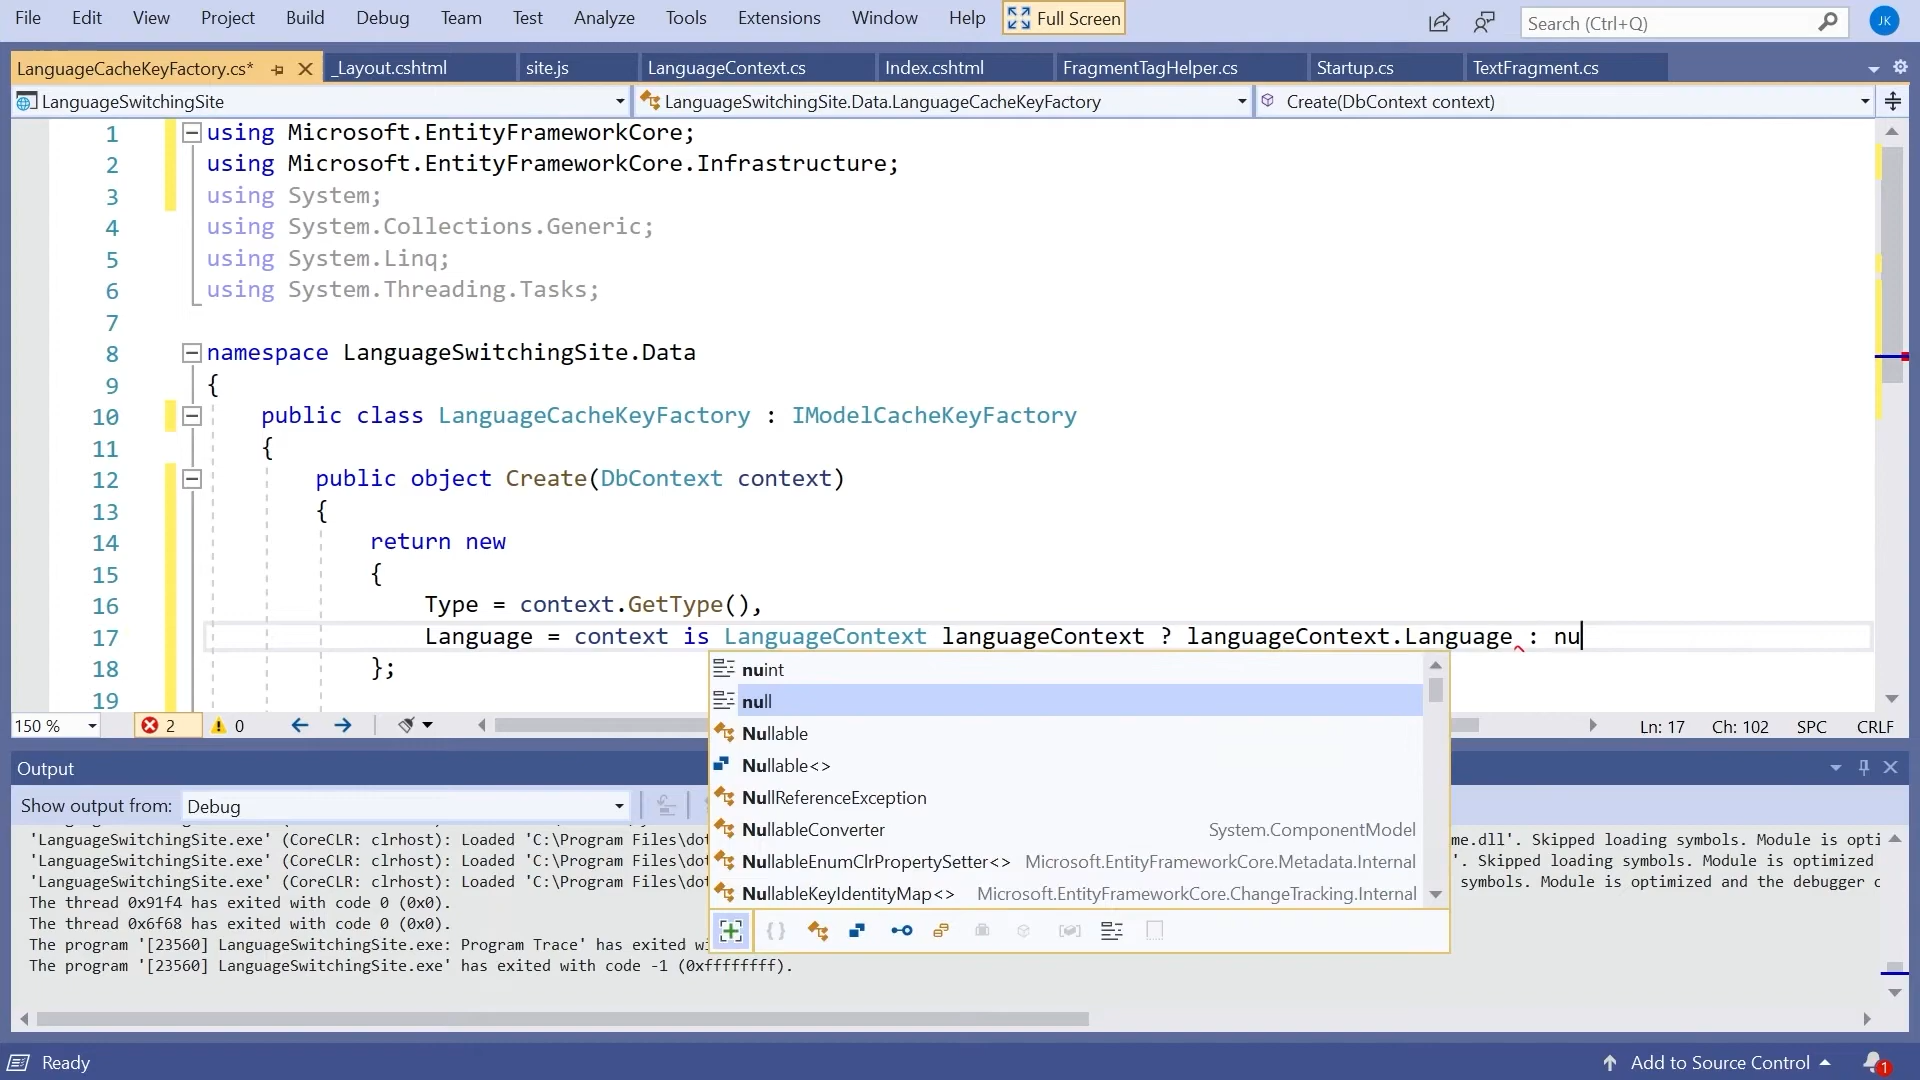 File Edit View Project Build Debug Team Test Analyze Tools Extensions Window Help Full Screen Search (Ctrl+Q) JK
LanguageCacheKeyFactory.cs* _Layout.cshtml site.js LanguageContext.cs Index.cshtml FragmentTagHelper.cs Startup.cs TextFragment.cs
LanguageSwitchingSite LanguageSwitchingSite.Data.LanguageCacheKeyFactory Create(DbContext context)
1 using Microsoft.EntityFrameworkCore;
2 using Microsoft.EntityFrameworkCore.Infrastructure;
3 using System;
4 using System.Collections.Generic;
5 using System.Linq;
6 using System.Threading.Tasks;
7
8 namespace LanguageSwitchingSite.Data
9 {
10 public class LanguageCacheKeyFactory : IModelCacheKeyFactory
11 {
12 public object Create(DbContext context)
13 {
14 return new
15 {
16 Type = context.GetType(),
17 Language = context is LanguageContext languageContext ? languageContext.Language : nu
18 };
19
nuint
null
Nullable
Nullable<>
NullReferenceException
NullableConverter System.ComponentModel
NullableEnumClrPropertySetter<> Microsoft.EntityFrameworkCore.Metadata.Internal
NullableKeyIdentityMap<> Microsoft.EntityFrameworkCore.ChangeTracking.Internal
150 % 2 0 Ln: 17 Ch: 102 SPC CRLF
Output
Show output from: Debug
'LanguageSwitchingSite.exe' (CoreCLR: clrhost): Loaded 'C:\Program Files\dot me.dll'. Skipped loading symbols. Module is opti
'LanguageSwitchingSite.exe' (CoreCLR: clrhost): Loaded 'C:\Program Files\dot '. Skipped loading symbols. Module is optimized
'LanguageSwitchingSite.exe' (CoreCLR: clrhost): Loaded 'C:\Program Files\dot symbols. Module is optimized and the debugger c
The thread 0x91f4 has exited with code 0 (0x0).
The thread 0x6f68 has exited with code 0 (0x0).
The program '[23560] LanguageSwitchingSite.exe: Program Trace' has exited wi
The program '[23560] LanguageSwitchingSite.exe' has exited with code -1 (0xffffffff).
Ready Add to Source Control 1